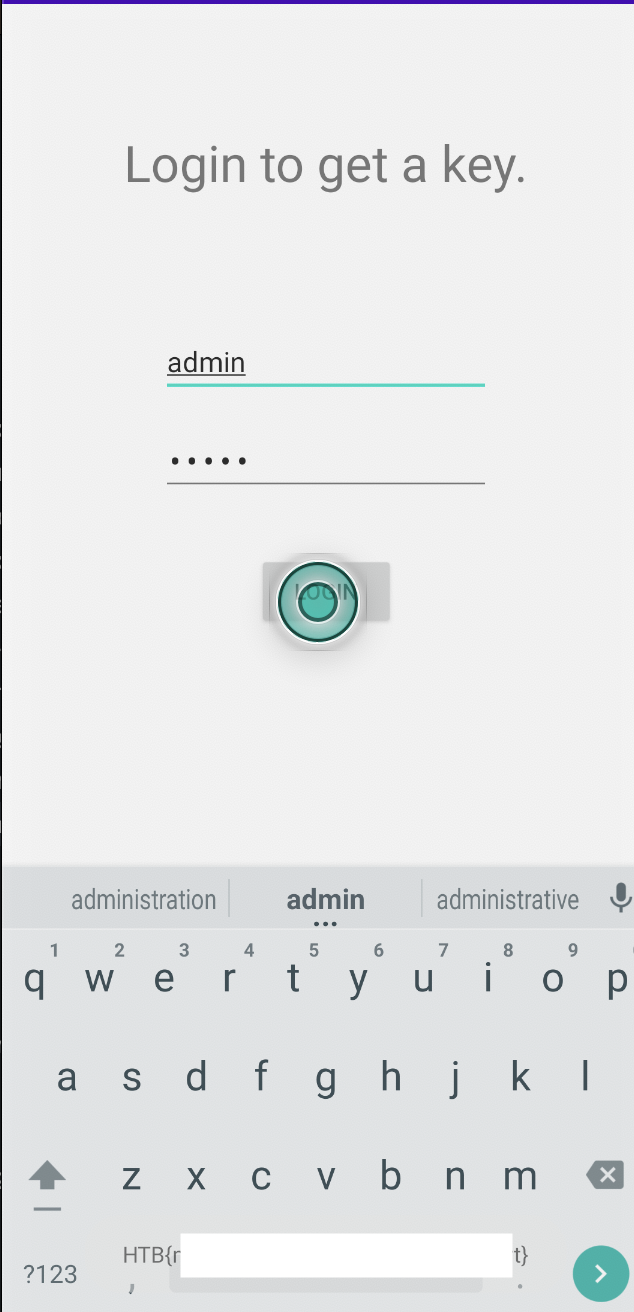 Login to get a key.
admin
•••••
LOGIN
administration admin administrative
1 2 3 4 5 6 7 8 9
q w e r t y u i o p
a s d f g h j k l
z x c v b n m
HTB{ t}
?123 , .